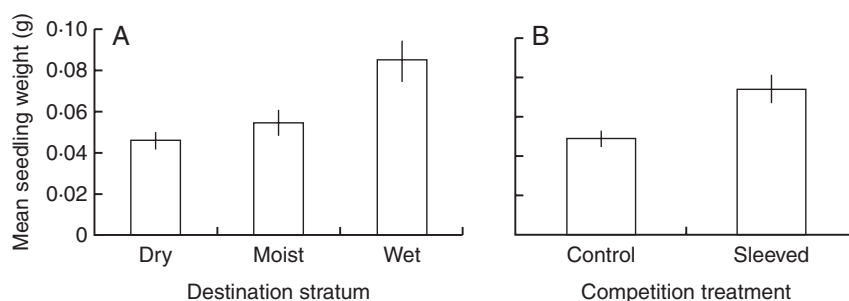 Mean seedling weight (g)
0·10
0·08
0·06
0·04
0·02
0
A
Dry
Moist
Wet
Destination stratum
B
Control
Sleeved
Competition treatment